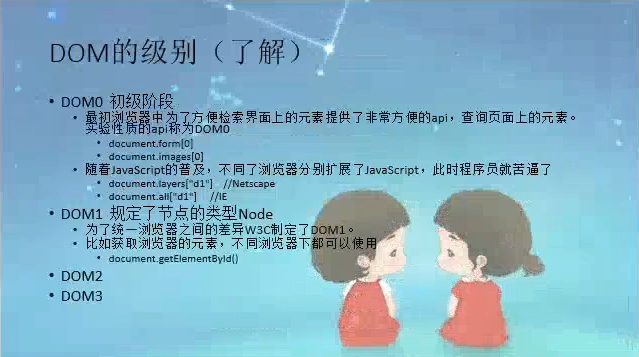 DOM的级别（了解）
• DOM0 初级阶段
• 最初浏览器中为了方便检索界面上的元素提供了非常方便的api，查询页面上的元素。
实验性质的api称为DOM0
• document.form[0]
• document.images[0]
• 随着JavaScript的普及，不同了浏览器分别扩展了JavaScript，此时程序员就苦逼了
• document.layers["d1"] //Netscape
• document.all["d1"] //IE
• DOM1 规定了节点的类型Node
• 为了统一浏览器之间的差异W3C制定了DOM1。
• 比如获取浏览器的元素，不同浏览器下都可以使用
• document.getElementById()
• DOM2
• DOM3